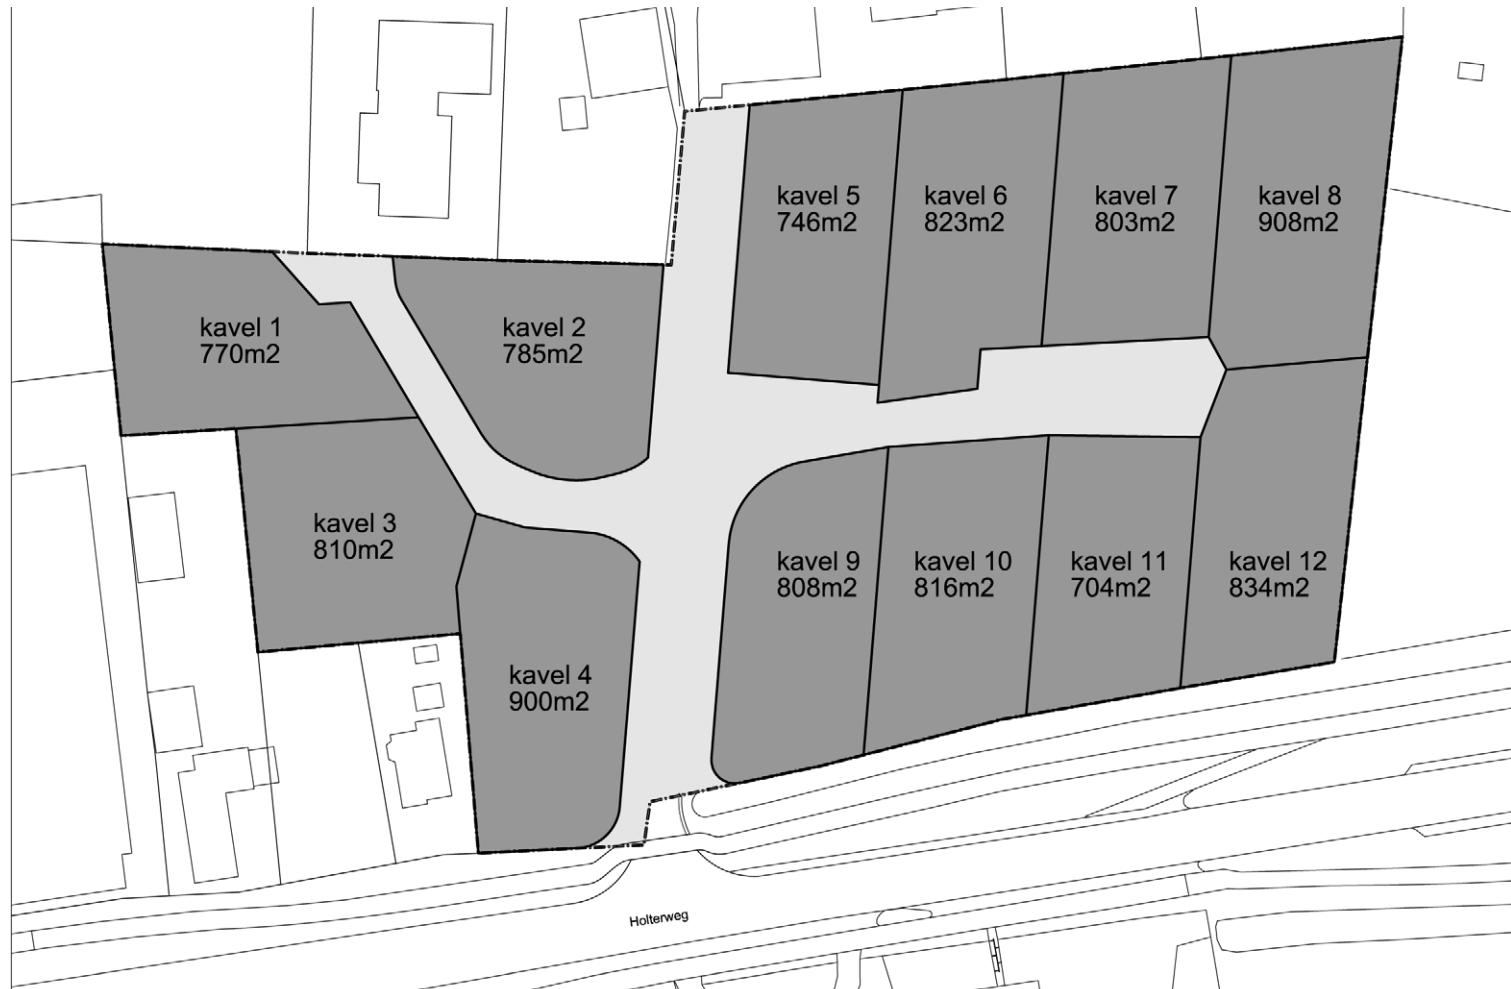 kavel 1
770m2
kavel 2
785m2
kavel 3
810m2
kavel 4
900m2
kavel 5
746m2
kavel 6
823m2
kavel 7
803m2
kavel 8
908m2
kavel 9
808m2
kavel 10
816m2
kavel 11
704m2
kavel 12
834m2
Holterweg